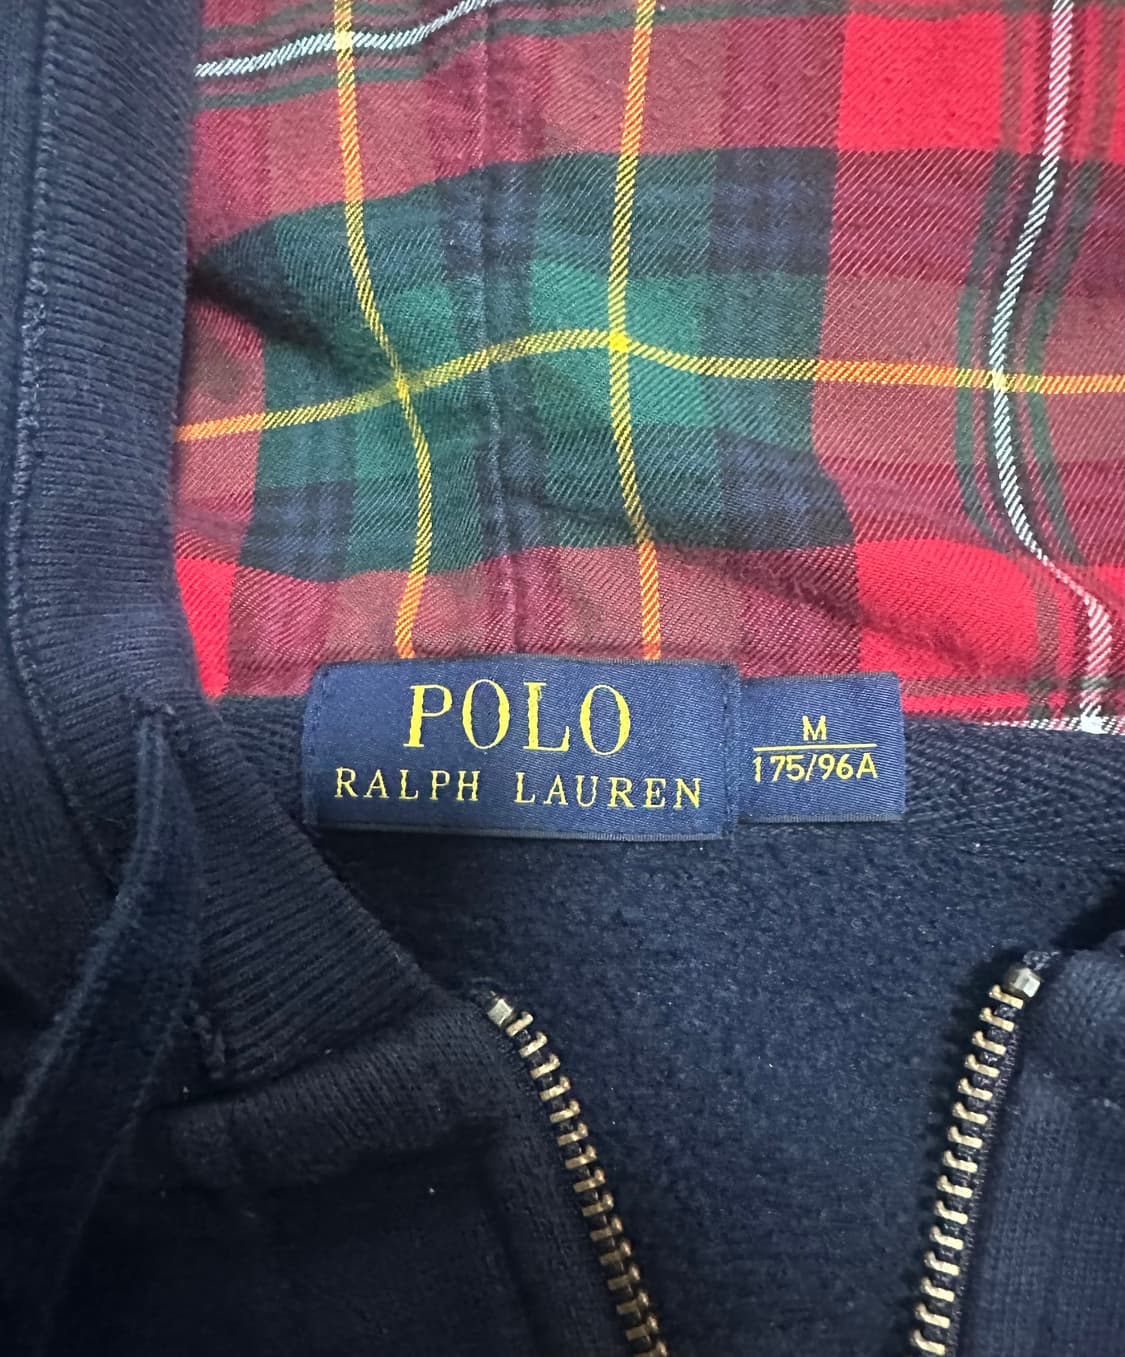 POLO
RALPH LAUREN
M
175/96A